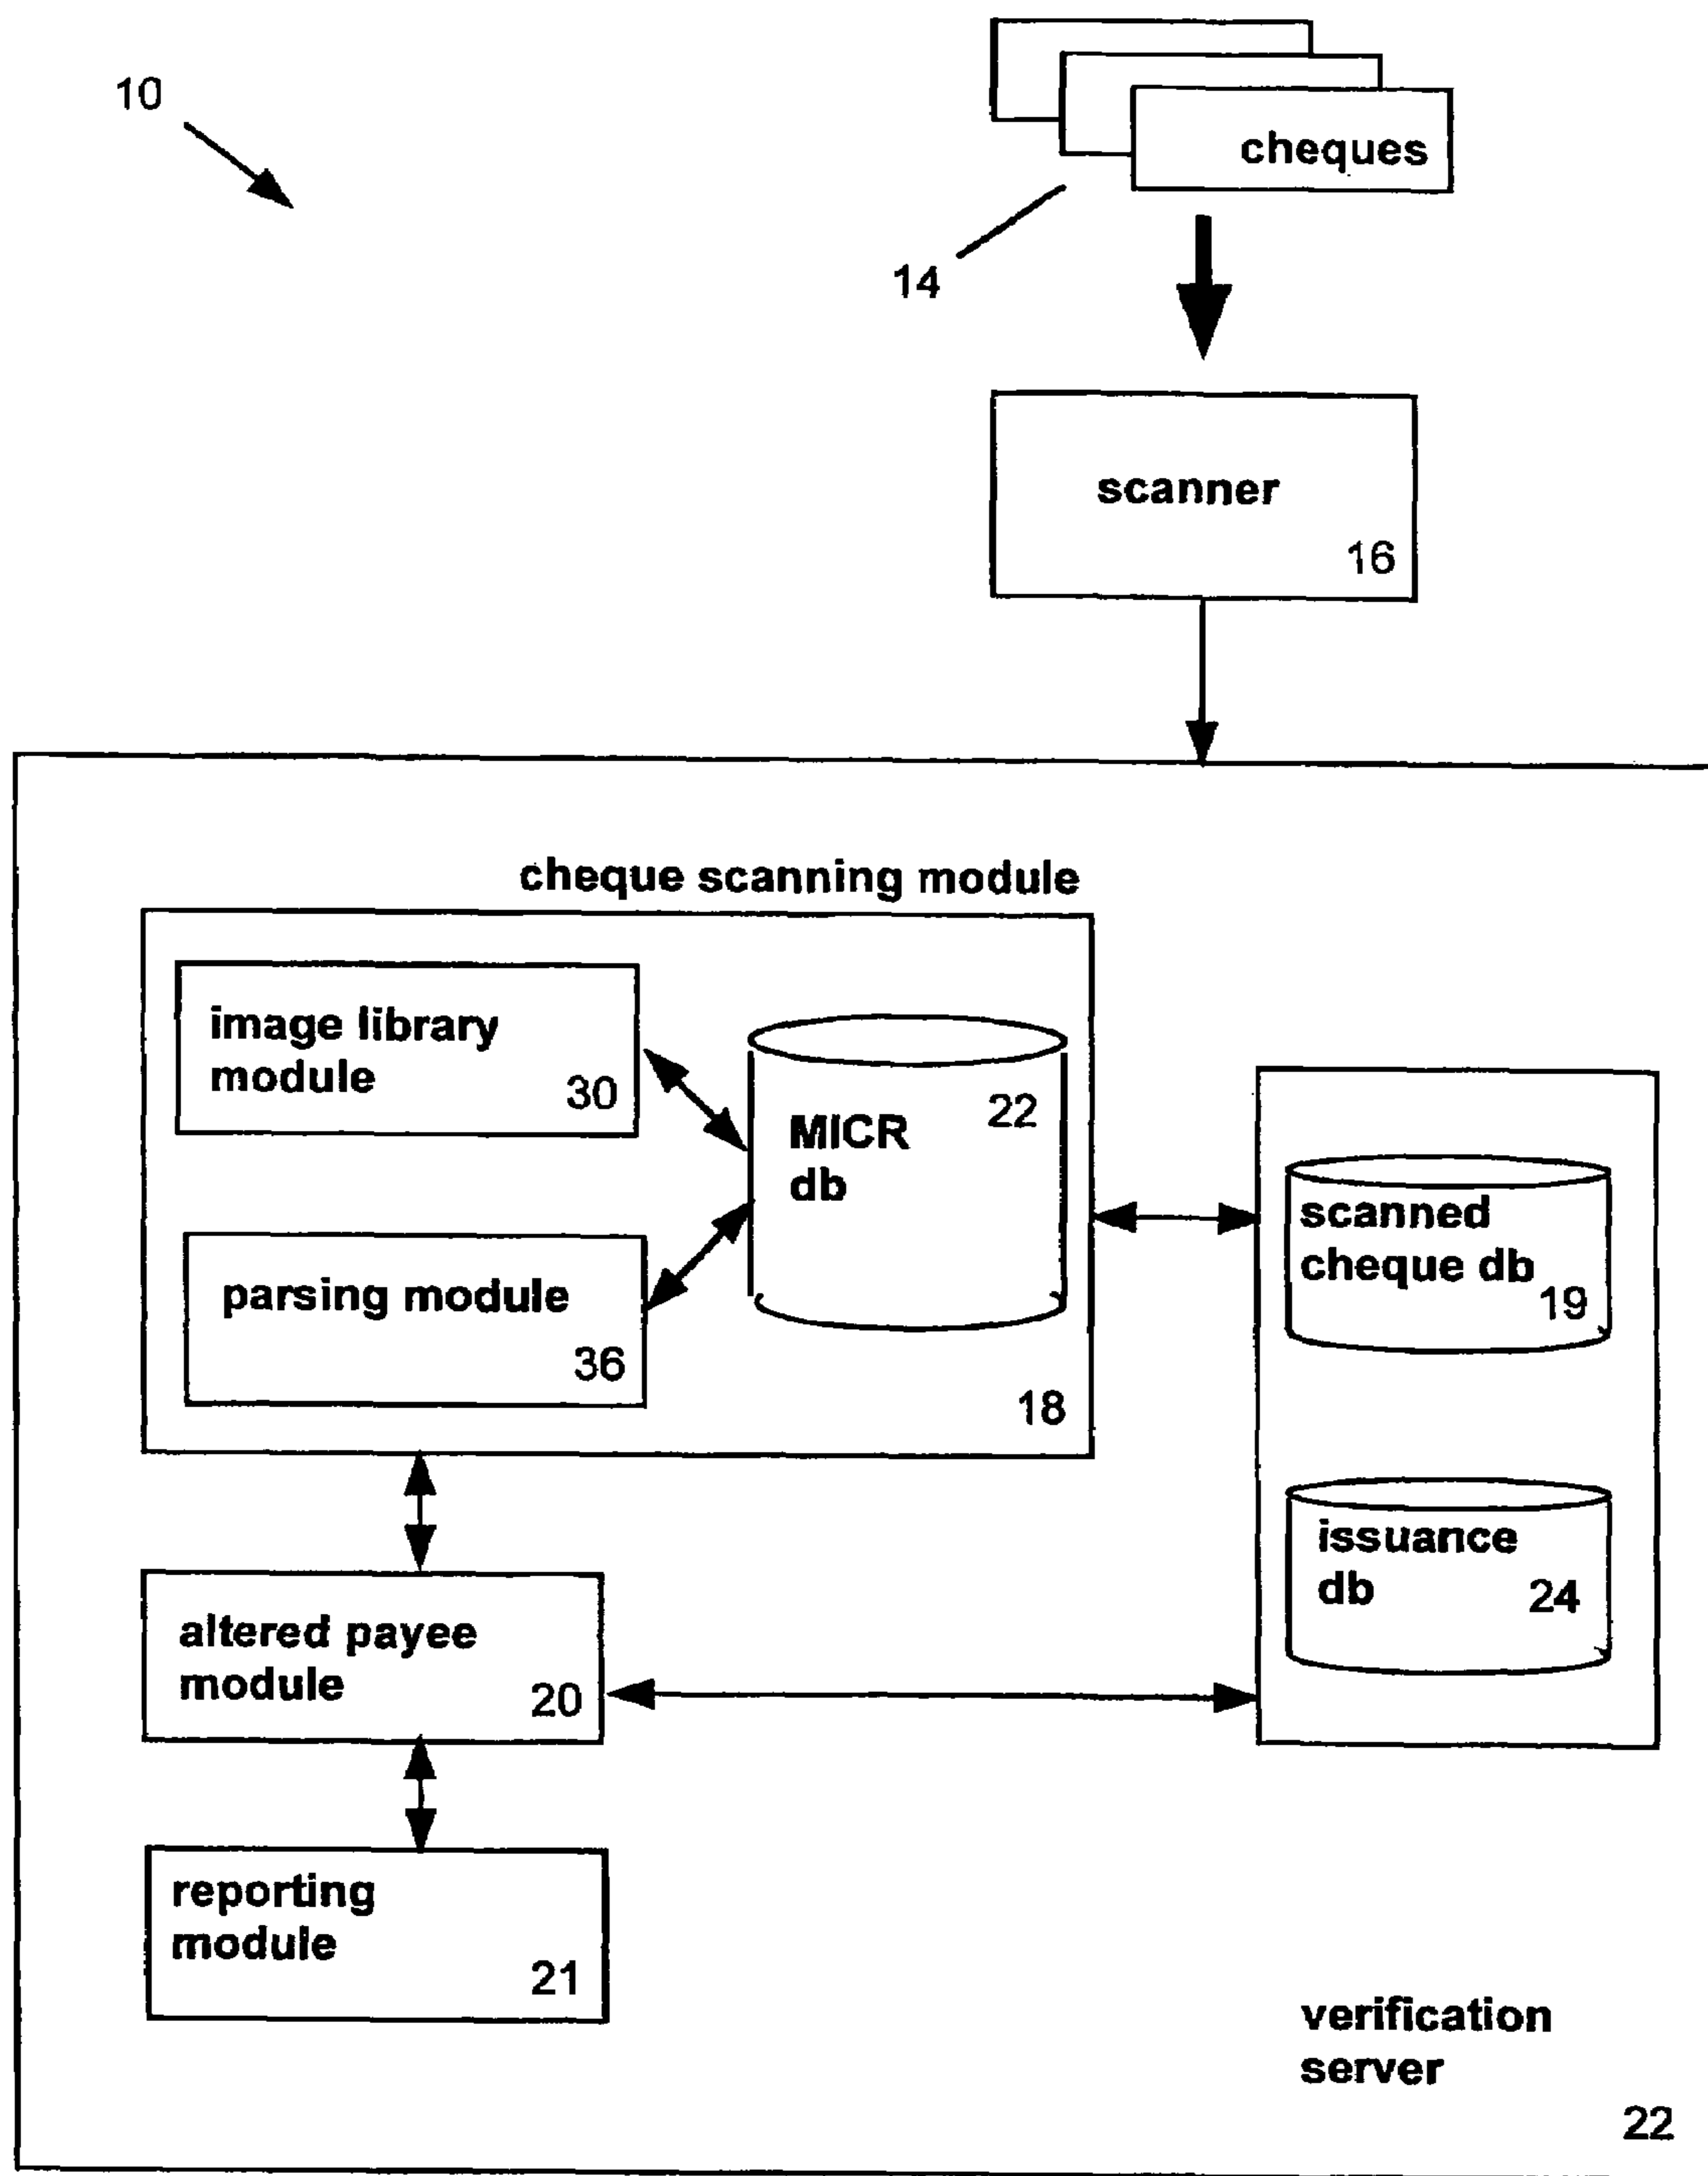 10
cheques
14
scanner
16
cheque scanning module
image library
module
30
MICR
db
22
parsing module
36
18
scanned
cheque db
19
issuance
db
24
altered payee
module
20
reporting
module
21
verification
server
22